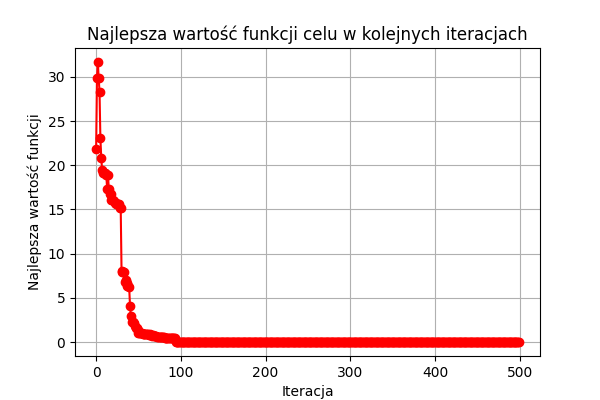 Najlepsza wartość funkcji celu w kolejnych iteracjach
Najlepsza wartość funkcji
30
25
20
15
10
5
0
0 100 200 300 400 500
Iteracja